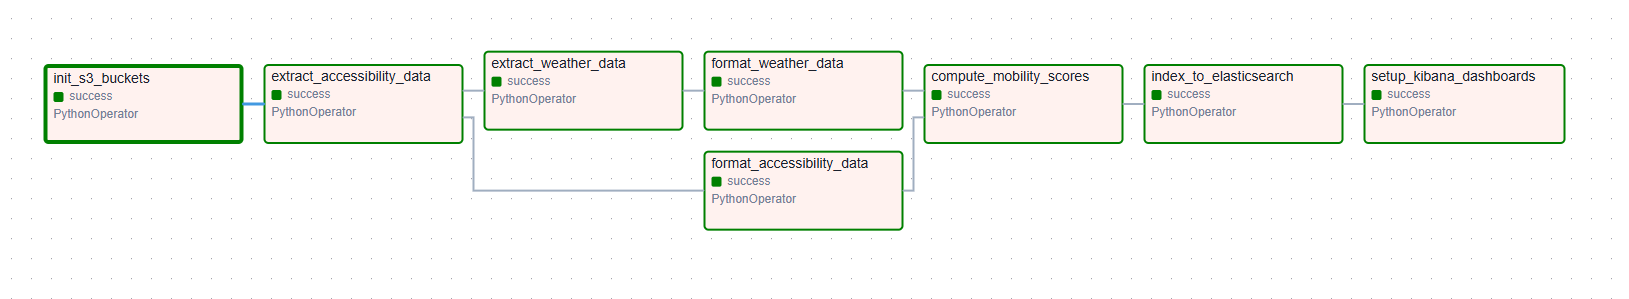 init_s3_buckets
success
PythonOperator
extract_accessibility_data
success
PythonOperator
extract_weather_data
success
PythonOperator
format_weather_data
success
PythonOperator
format_accessibility_data
success
PythonOperator
compute_mobility_scores
success
PythonOperator
index_to_elasticsearch
success
PythonOperator
setup_kibana_dashboards
success
PythonOperator